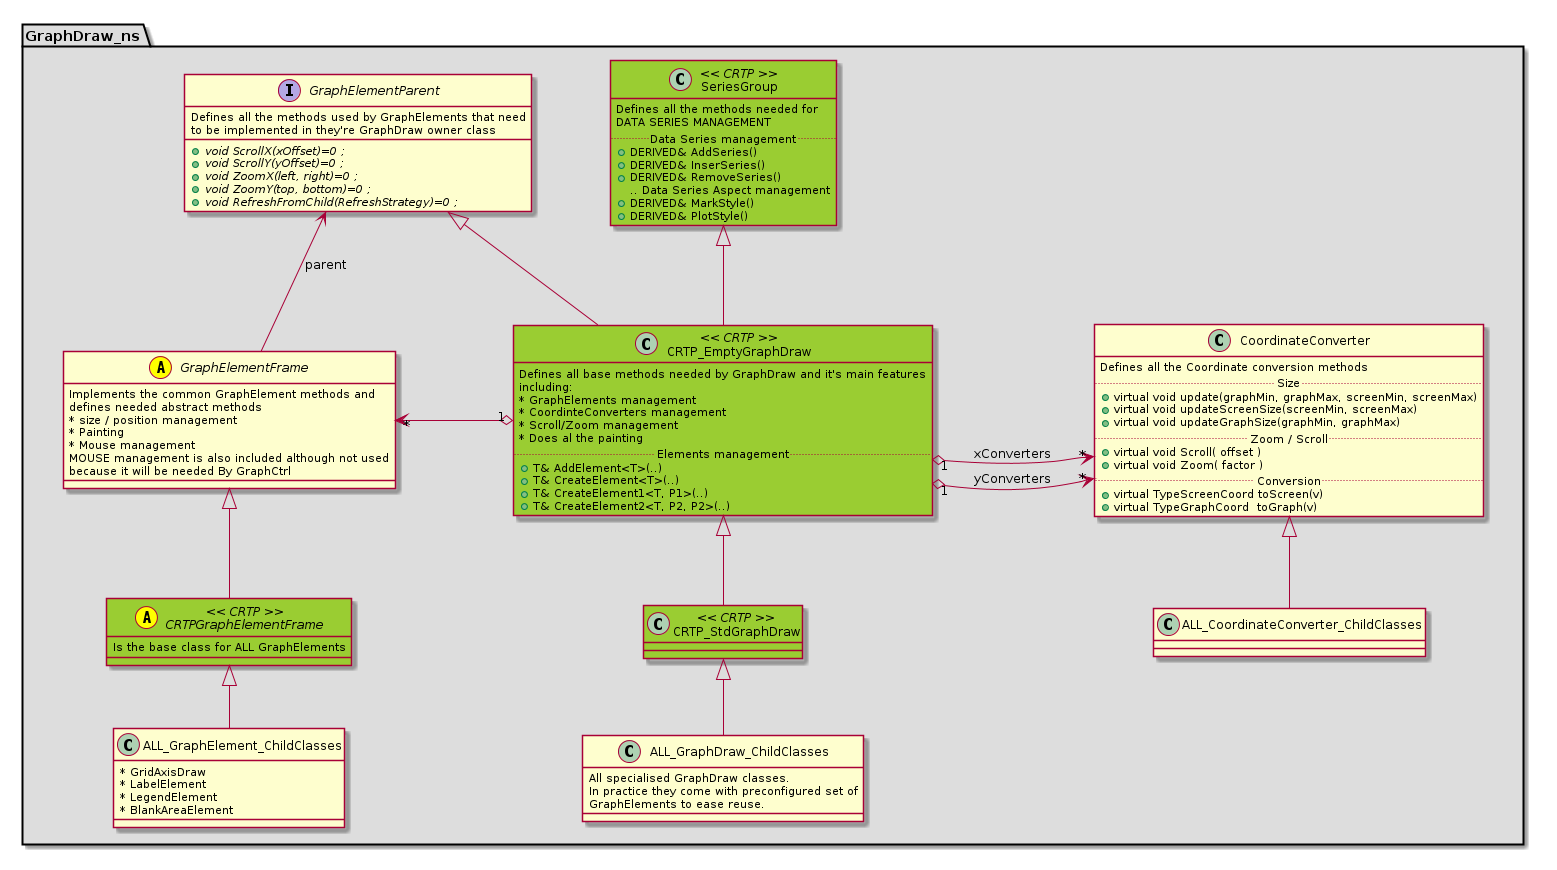 GraphDraw_ns
I
GraphElementParent
Defines all the methods used by GraphElements that need
to be implemented in they're GraphDraw owner class
void ScrollX(xOffset)=0 ;
void ScrollY(yOffset)=0 ;
void ZoomX(left, right)=0 ;
void ZoomY(top, bottom)=0 ;
void RefreshFromChild(RefreshStrategy)=0 ;
C
<< CRTP >>
SeriesGroup
Defines all the methods needed for
DATA SERIES MANAGEMENT
Data Series management
DERIVED& AddSeries()
DERIVED& InserSeries()
DERIVED& RemoveSeries()
.. Data Series Aspect management
DERIVED& MarkStyle()
DERIVED& PlotStyle()
parent
A
GraphElementFrame
Implements the common GraphElement methods and
defines needed abstract methods
* size / position management
* Painting
* Mouse management
MOUSE management is also included although not used
because it will be needed By GraphCtrl
*
1
C
<< CRTP >>
CRTP_EmptyGraphDraw
Defines all base methods needed by GraphDraw and it's main features
including:
* GraphElements management
* CoordinteConverters management
* Scroll/Zoom management
* Does al the painting
Elements management
T& AddElement<T>(..)
T& CreateElement<T>(..)
T& CreateElement1<T, P1>(..)
T& CreateElement2<T, P2, P2>(..)
xConverters
1
*
yConverters
1
*
C
CoordinateConverter
Defines all the Coordinate conversion methods
Size
virtual void update(graphMin, graphMax, screenMin, screenMax)
virtual void updateScreenSize(screenMin, screenMax)
virtual void updateGraphSize(graphMin, graphMax)
Zoom / Scroll
virtual void Scroll( offset )
virtual void Zoom( factor )
Conversion
virtual TypeScreenCoord toScreen(v)
virtual TypeGraphCoord  toGraph(v)
A
<< CRTP >>
CRTPGraphElementFrame
Is the base class for ALL GraphElements
C
<< CRTP >>
CRTP_StdGraphDraw
C
ALL_CoordinateConverter_ChildClasses
C
ALL_GraphElement_ChildClasses
* GridAxisDraw
* LabelElement
* LegendElement
* BlankAreaElement
C
ALL_GraphDraw_ChildClasses
All specialised GraphDraw classes.
In practice they come with preconfigured set of
GraphElements to ease reuse.